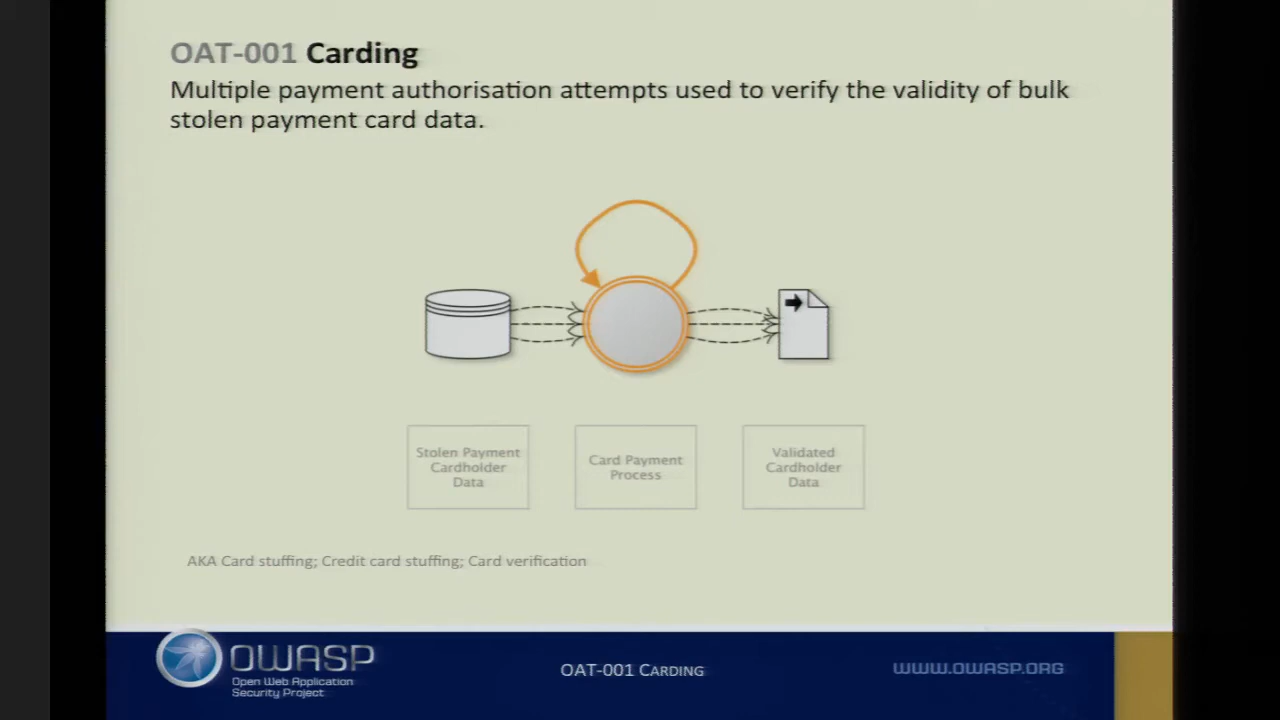 OAT-001 Carding
Multiple payment authorisation attempts used to verify the validity of bulk
stolen payment card data.
Stolen Payment
Cardholder
Data
Card Payment
Process
Validated
Cardholder
Data
AKA Card stuffing; Credit card stuffing; Card verification
OWASP
Open Web Application
Security Project
OAT-001 CARDING
WWW.OWASP.ORG